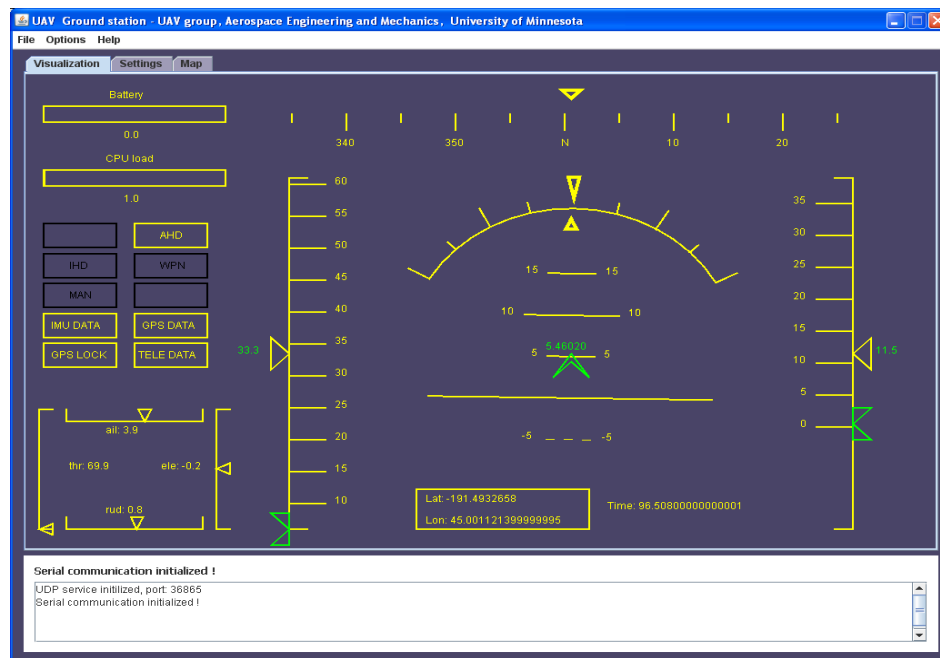 UAV Ground station - UAV group, Aerospace Engineering and Mechanics, University of Minnesota
File Options Help
Visualization Settings Map
Battery
0.0
CPU load
1.0
340 350 N 10 20
AHD
IHD WPN
MAN
IMU DATA GPS DATA
GPS LOCK TELE DATA
ail: 3.9
thr: 69.9 ele: -0.2
rud: 0.8
60
55
50
45
40
35
33.3
30
25
20
15
10
15 15
10 10
5 5.46020 5
-5 -5
35
30
25
20
15
11.5
10
5
0
Lat: -191.4932658
Lon: 45.001121399999995
Time: 96.50800000000001
Serial communication initialized !
UDP service initilized, port: 36865
Serial communication initialized !